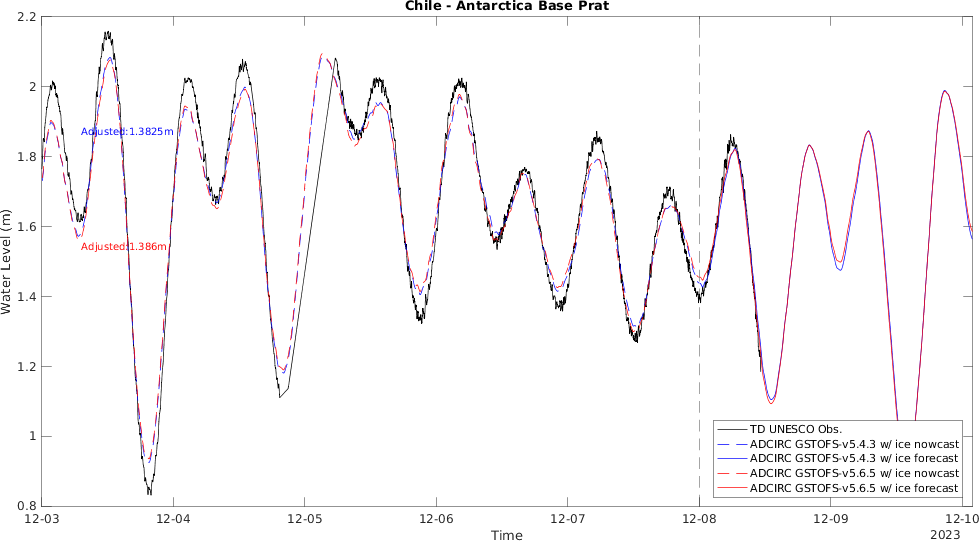 Chile - Antarctica Base Prat
2.2
2
1.8
1.6
1.4
1.2
1
0.8
Water Level (m)
Adjusted:1.3825m
Adjusted:1.386m
TD UNESCO Obs.
ADCIRC GSTOFS-v5.4.3 w/ ice nowcast
ADCIRC GSTOFS-v5.4.3 w/ ice forecast
ADCIRC GSTOFS-v5.6.5 w/ ice nowcast
ADCIRC GSTOFS-v5.6.5 w/ ice forecast
12-03 12-04 12-05 12-06 12-07 12-08 12-09 12-10
Time
2023